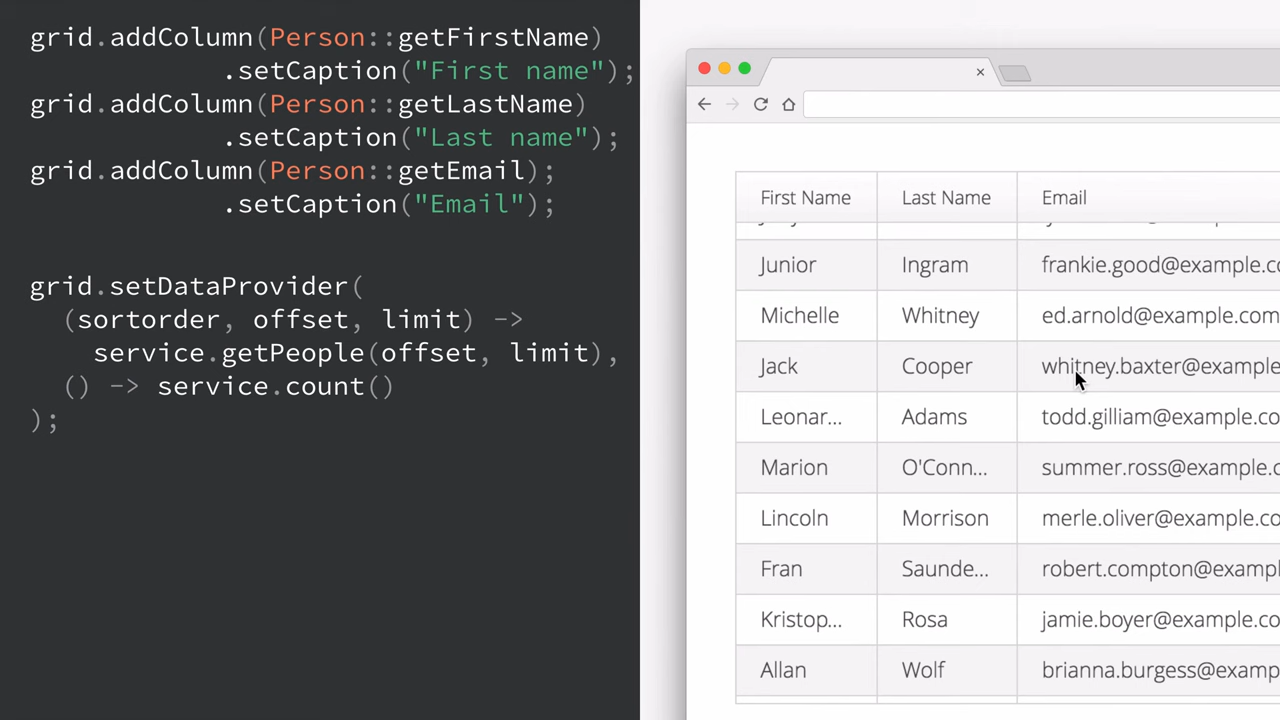 grid.addColumn(Person::getFirstName)
.setCaption("First name");
grid.addColumn(Person::getLastName)
.setCaption("Last name");
grid.addColumn(Person::getEmail);
.setCaption("Email");
grid.setDataProvider(
(sortorder, offset, limit) ->
service.getPeople(offset, limit),
() -> service.count()
);
First Name Last Name Email
Junior Ingram frankie.good@example.co
Michelle Whitney ed.arnold@example.com
Jack Cooper whitney.baxter@example
Leonar... Adams todd.gilliam@example.co
Marion O'Conn... summer.ross@example.c
Lincoln Morrison merle.oliver@example.co
Fran Saunde... robert.compton@exampl
Kristop... Rosa jamie.boyer@example.co
Allan Wolf brianna.burgess@examp